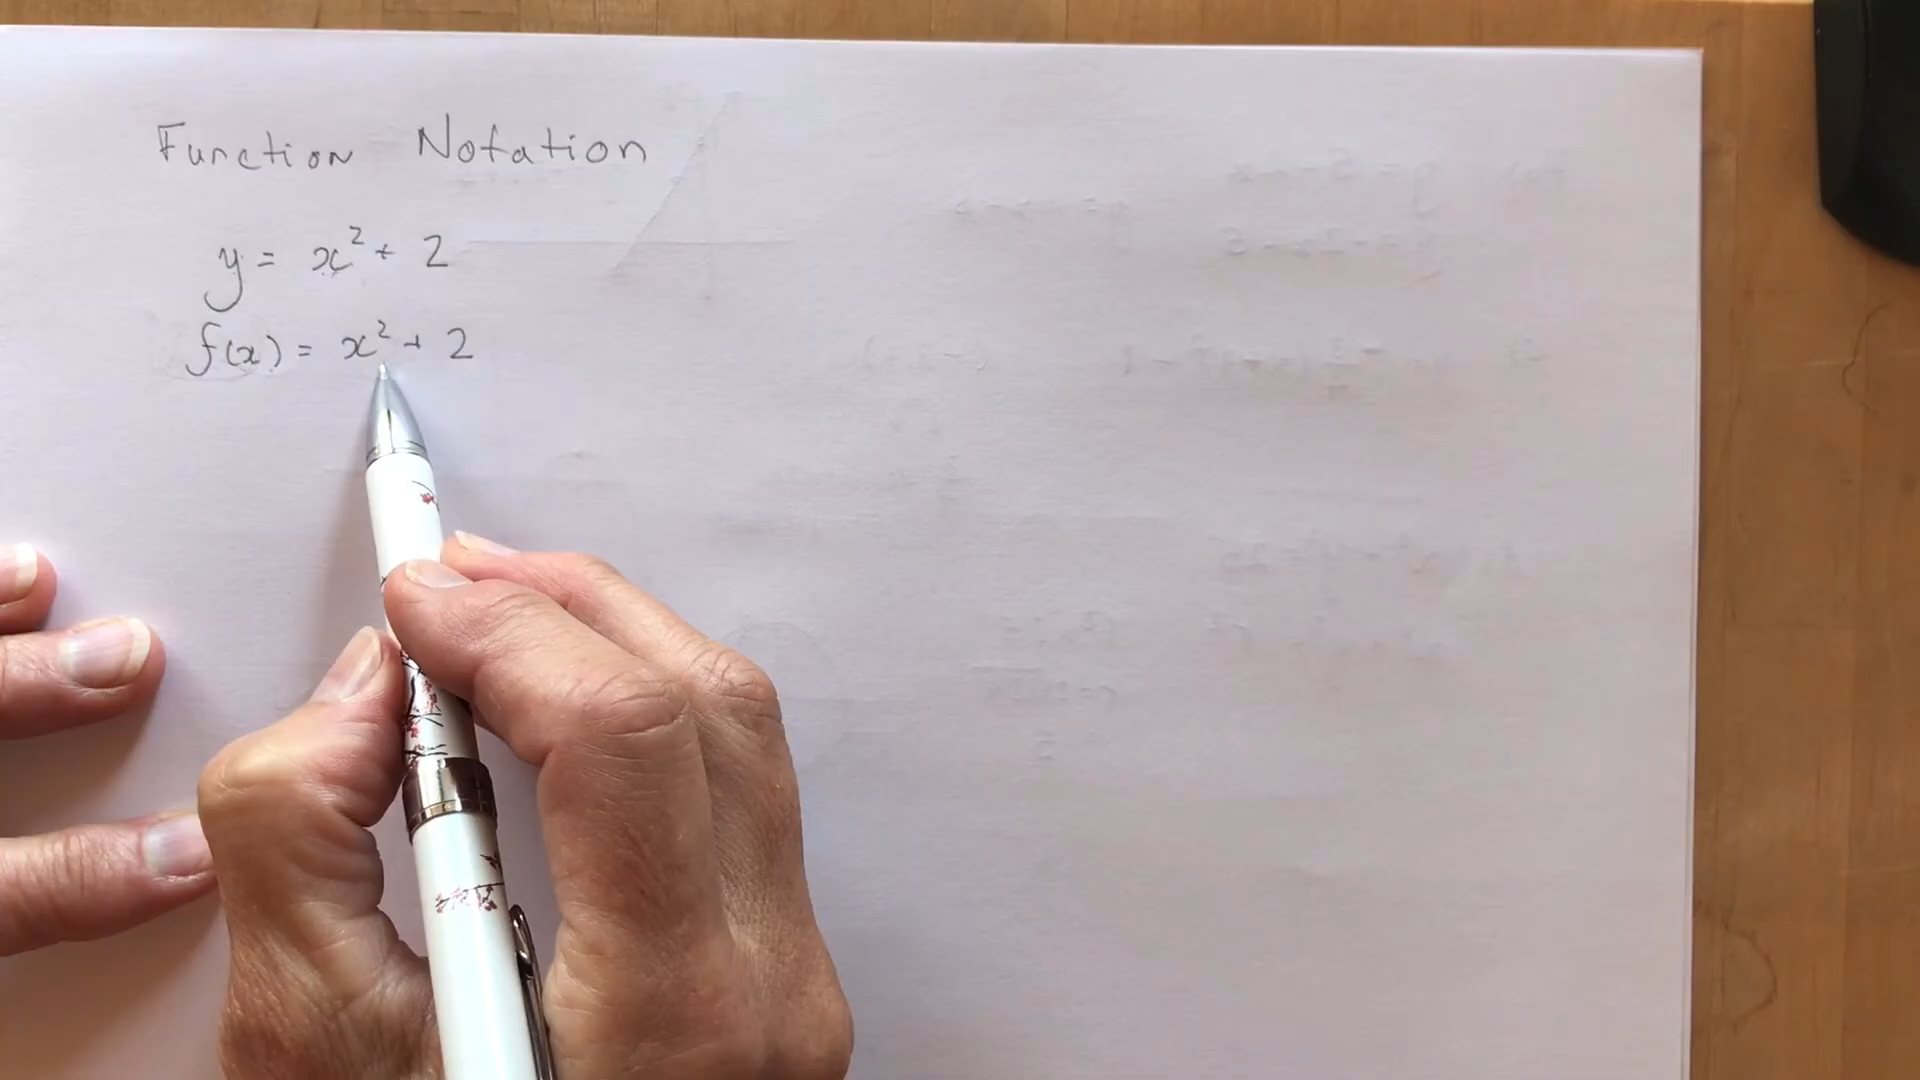 Function Notation
y = x² + 2
f(x) = x² + 2